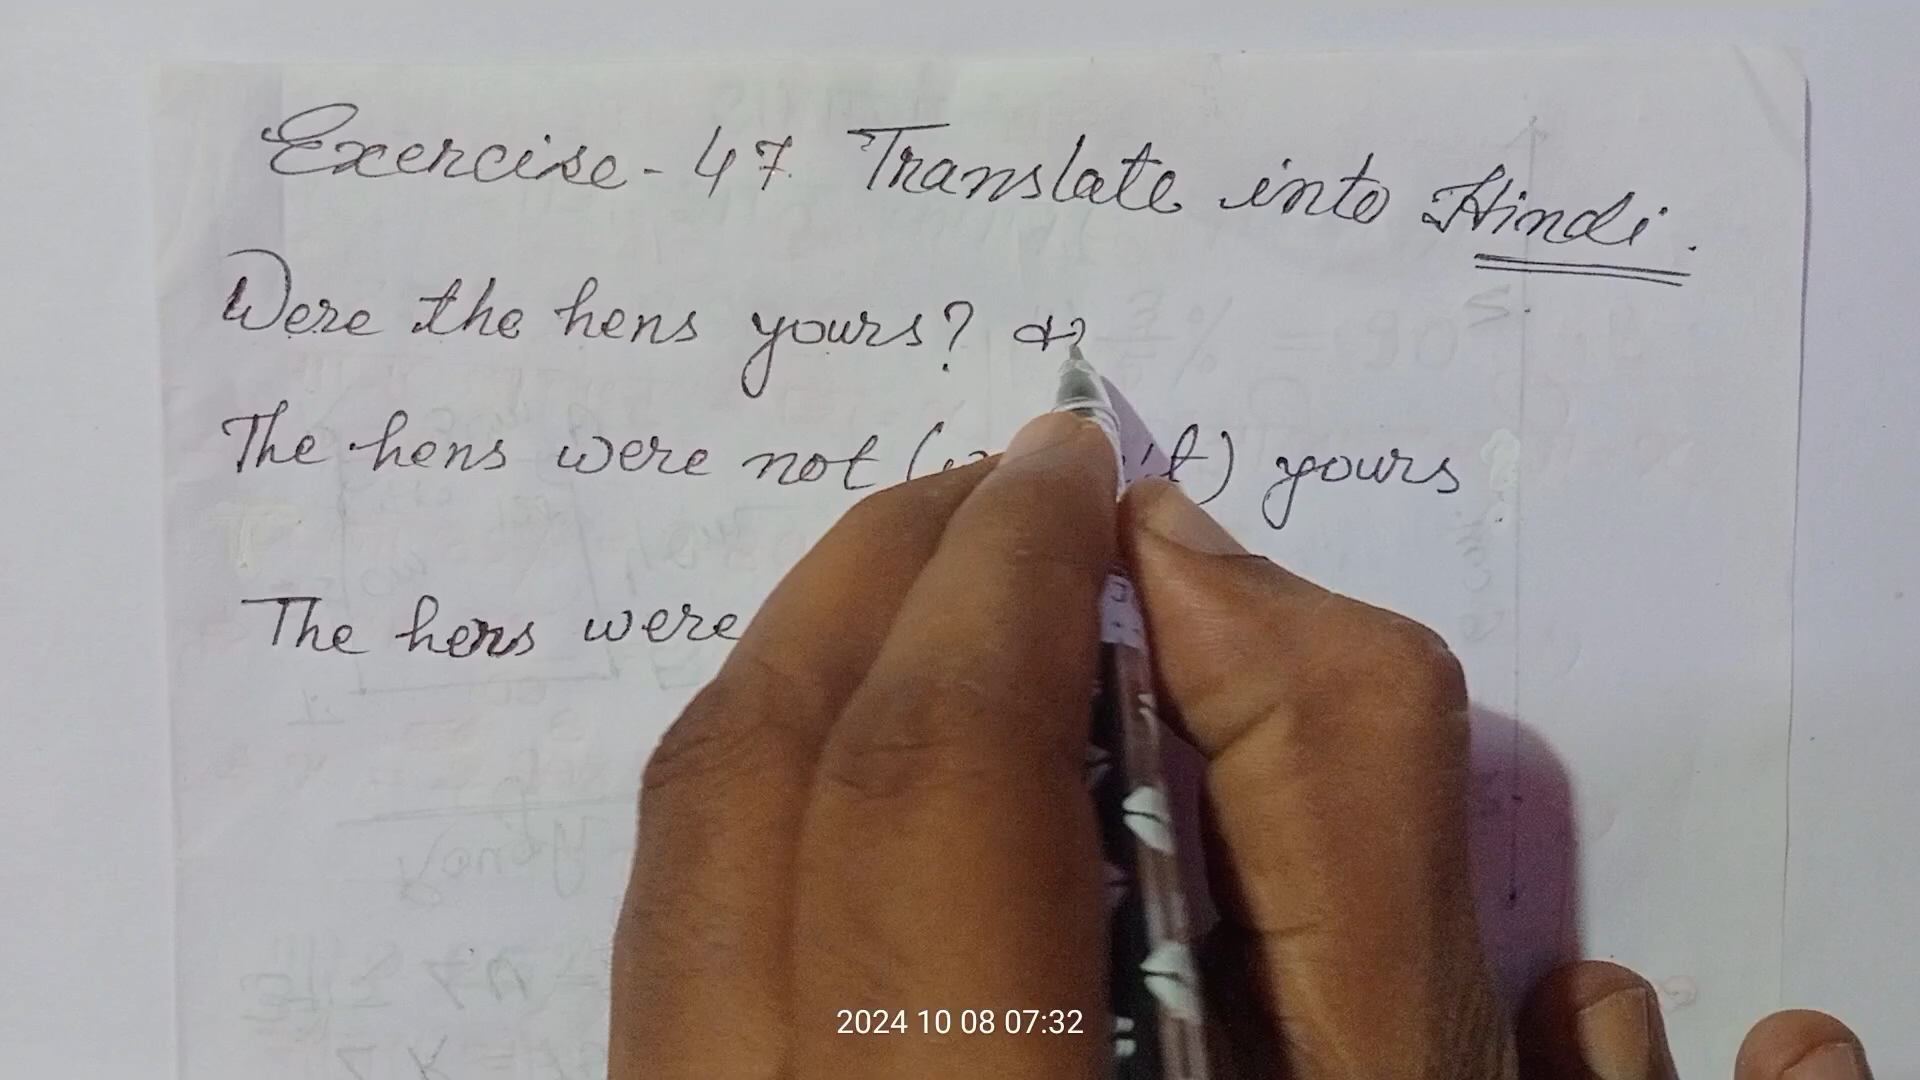 Exercise-47. Translate into Hindi.
Were the hens yours?
The hens were not yours
The hens were
2024 10 08 07:32